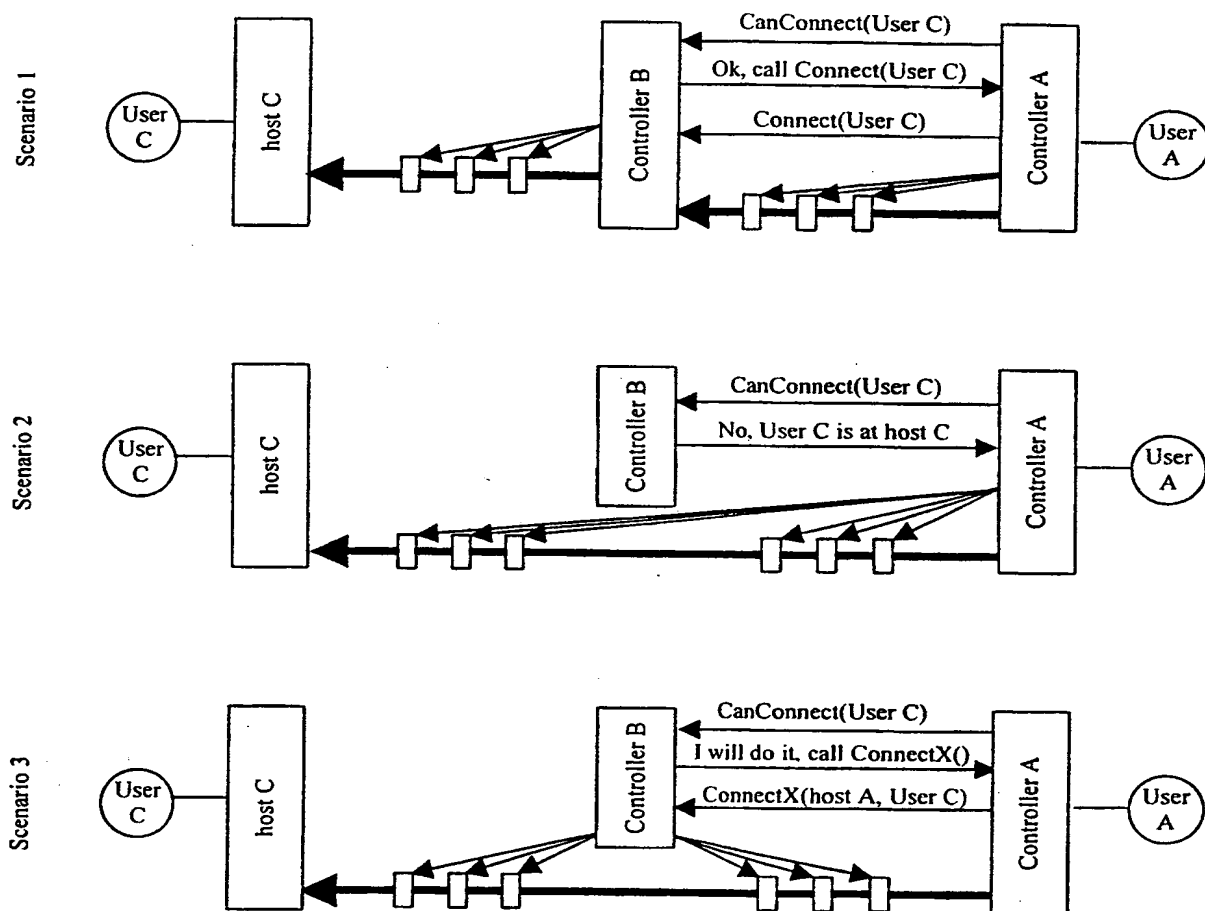 Scenario 1
User
C
host C
Controller B
CanConnect(User C)
Ok, call Connect(User C)
Connect(User C)
Controller A
User
A
Scenario 2
User
C
host C
Controller B
CanConnect(User C)
No, User C is at host C
Controller A
User
A
Scenario 3
User
C
host C
Controller B
CanConnect(User C)
I will do it, call ConnectX()
ConnectX(host A, User C)
Controller A
User
A